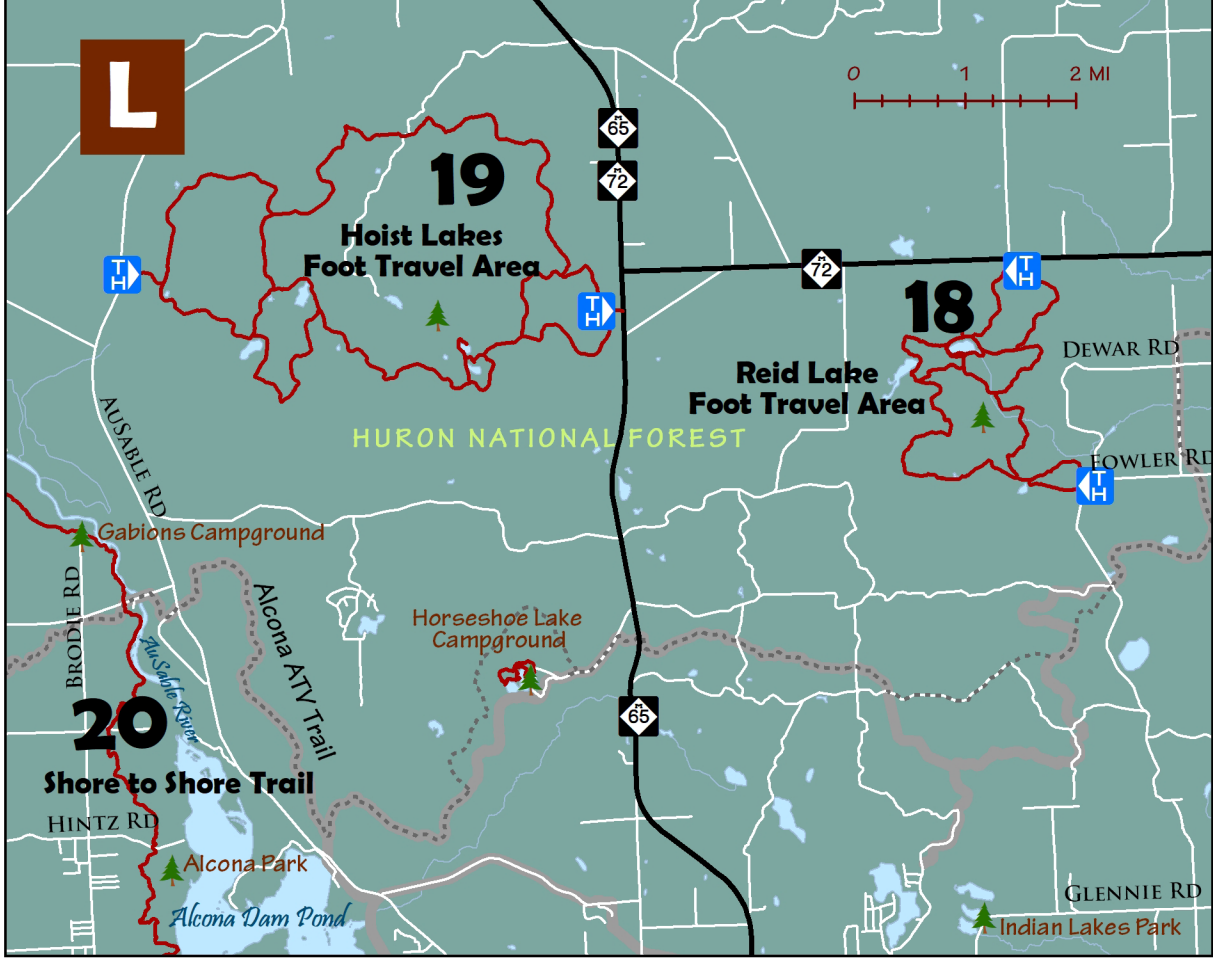 L
0 1 2 MI
M
65
M
72
19
Hoist Lakes
Foot Travel Area
T
H
T
H
M
72
T
H
18
Reid Lake
Foot Travel Area
DEWAR RD
HURON NATIONAL FOREST
AUSABLE RD
FOWLER RD
T
H
Gabions Campground
BRODIE RD
Alcona ATV Trail
Horseshoe Lake
Campground
AuSable River
20
M
65
Shore to Shore Trail
HINTZ RD
Alcona Park
Alcona Dam Pond
GLENNIE RD
Indian Lakes Park